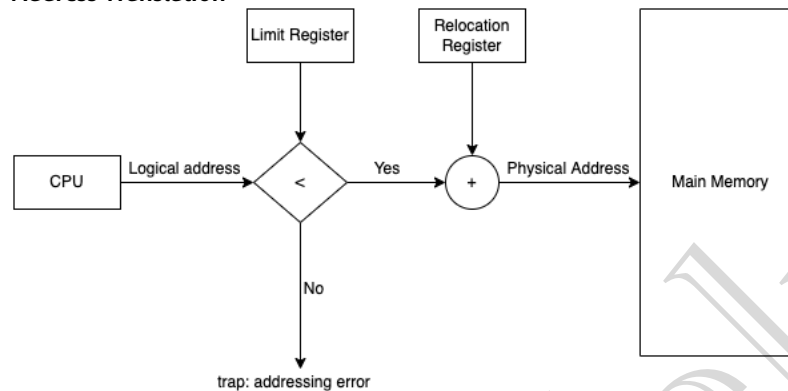 Address Translation
Limit Register
Relocation
Register
CPU
Logical address
<
Yes
+
Physical Address
Main Memory
No
trap: addressing error